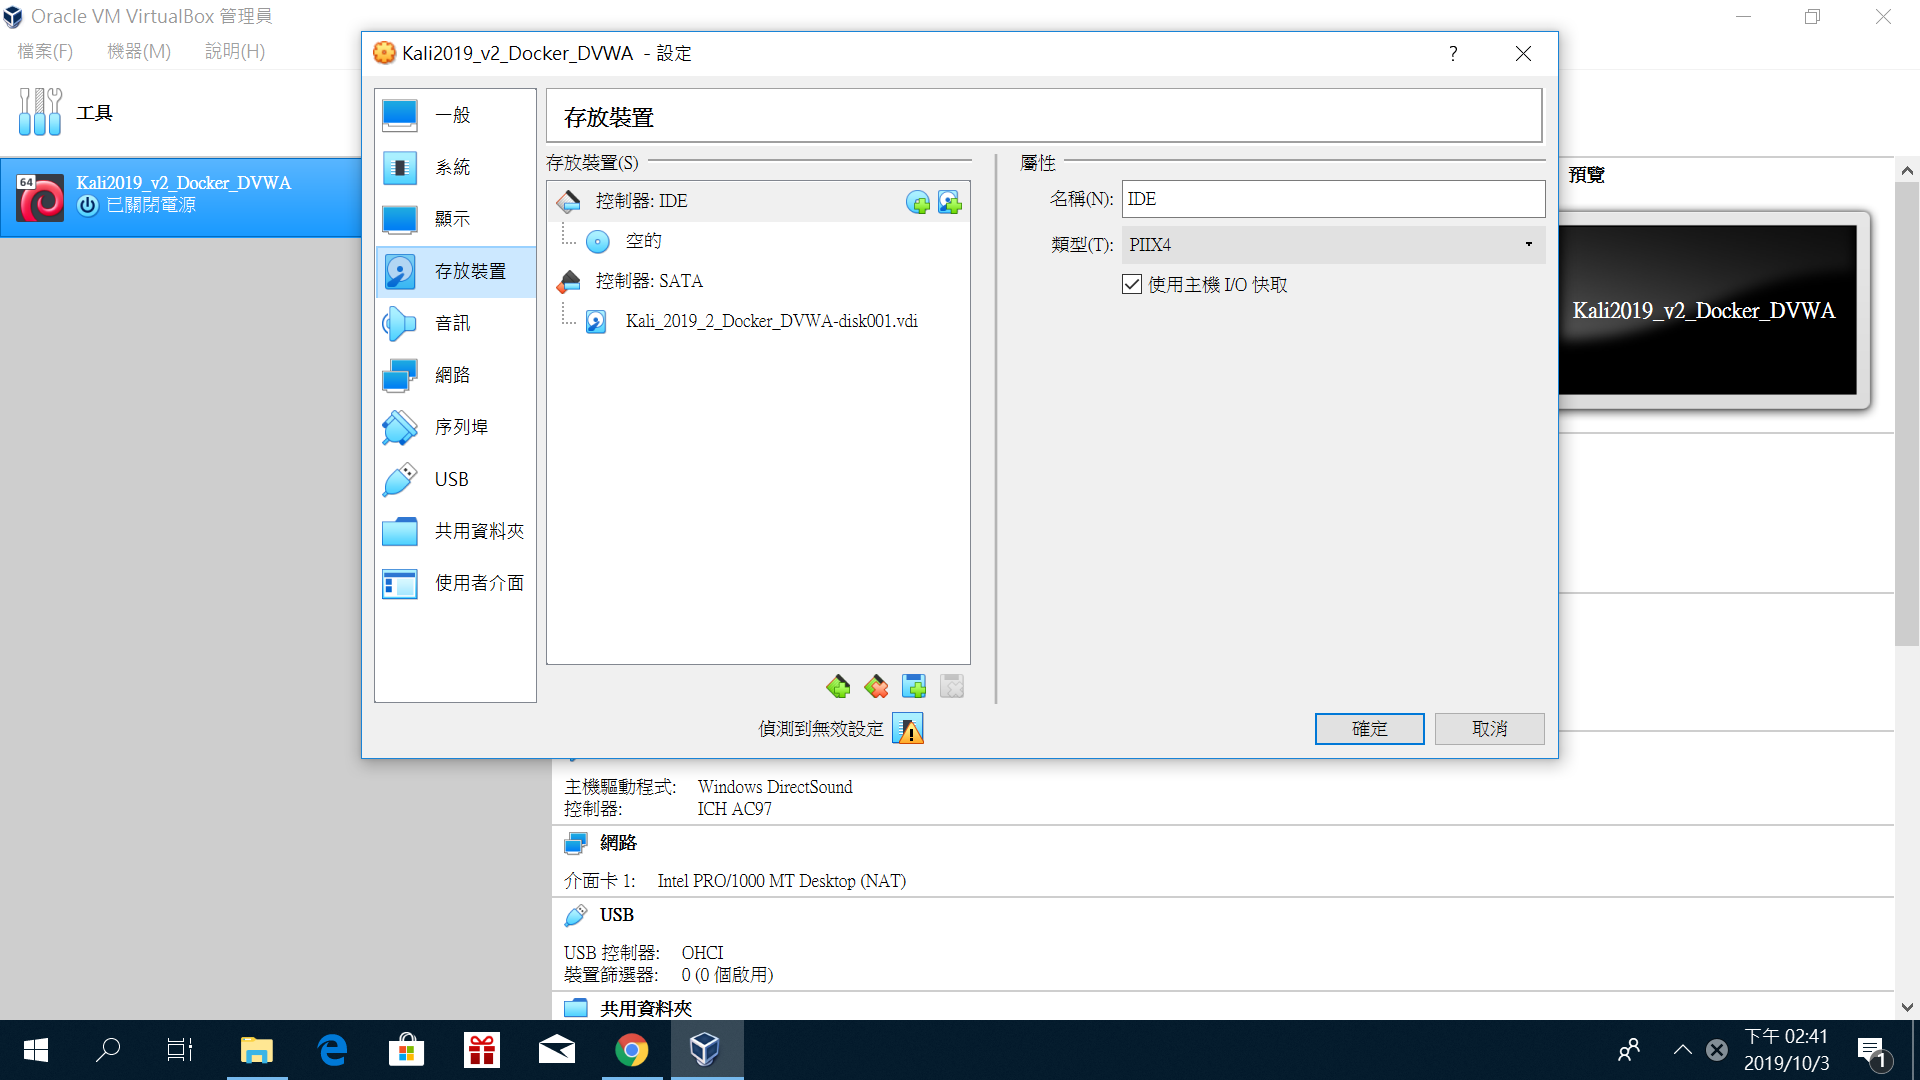 Oracle VM VirtualBox 管理員
檔案(F) 機器(M) 說明(H)
工具
64
Kali2019_v2_Docker_DVWA
已關閉電源
Kali2019_v2_Docker_DVWA - 設定
?
一般
系統
顯示
存放裝置
音訊
網路
序列埠
USB
共用資料夾
使用者介面
存放裝置
存放裝置(S)
控制器: IDE
空的
控制器: SATA
Kali_2019_2_Docker_DVWA-disk001.vdi
屬性
名稱(N): IDE
類型(T): PIIX4
使用主機 I/O 快取
偵測到無效設定
確定 取消
預覽
Kali2019_v2_Docker_DVWA
主機驅動程式: Windows DirectSound
控制器: ICH AC97
網路
介面卡 1: Intel PRO/1000 MT Desktop (NAT)
USB
USB 控制器: OHCI
裝置篩選器: 0 (0 個啟用)
共用資料夾
下午 02:41
2019/10/3
1